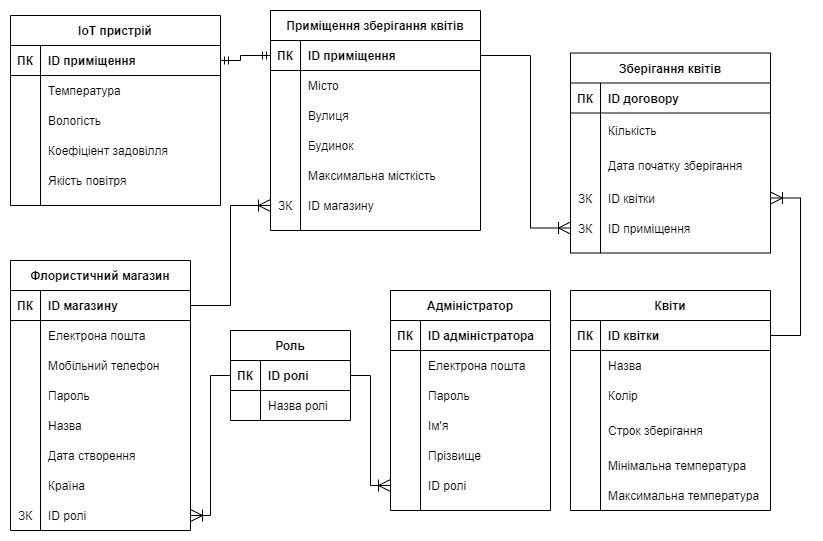 IoT пристрій
ПК ID приміщення
Температура
Вологість
Коефіцієнт задовілля
Якість повітря
Приміщення зберігання квітів
ПК ID приміщення
Місто
Вулиця
Будинок
Максимальна місткість
ЗК ID магазину
Зберігання квітів
ПК ID договору
Кількість
Дата початку зберігання
ЗК ID квітки
ЗК ID приміщення
Флористичний магазин
ПК ID магазину
Електрона пошта
Мобільний телефон
Пароль
Назва
Дата створення
Країна
ЗК ID ролі
Роль
ПК ID ролі
Назва ролі
Адміністратор
ПК ID адміністратора
Електрона пошта
Пароль
Ім'я
Прізвище
ID ролі
Квіти
ПК ID квітки
Назва
Колір
Строк зберігання
Мінімальна температура
Максимальна температура